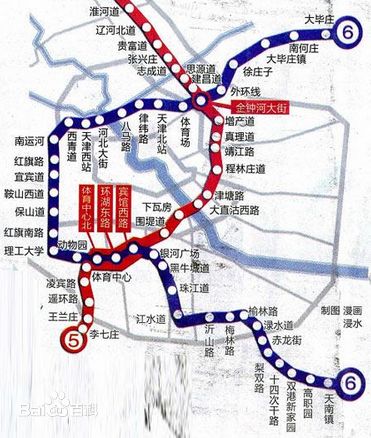 淮河道
辽河北道
贵富道
张兴庄
志成道
思源道
建昌道
大毕庄
6
南何庄
大毕庄镇
徐庄子
外环线
金钟河大街
增产道
真理道
靖江路
程林庄道
体育场
天津北站
律纬路
八马路
河北大街
天津西站
西青道
南运河
红旗路
宜宾道
鞍山西道
保山道
红旗南路
理工大学
动物园
体育中心北
环湖东路
宾馆西路
下瓦房
围堤道
津塘路
大直沽西路
体育中心
凌宾路
遥环路
王兰庄
5
李七庄
银河广场
黑牛城道
珠江道
江水道
沂山路
梅林路
榆林路
渌水道
赤龙街
梨双路
十四次干路
双港新家园
高职园
天南镇
6
制图 漫画
浸水
Bai百科